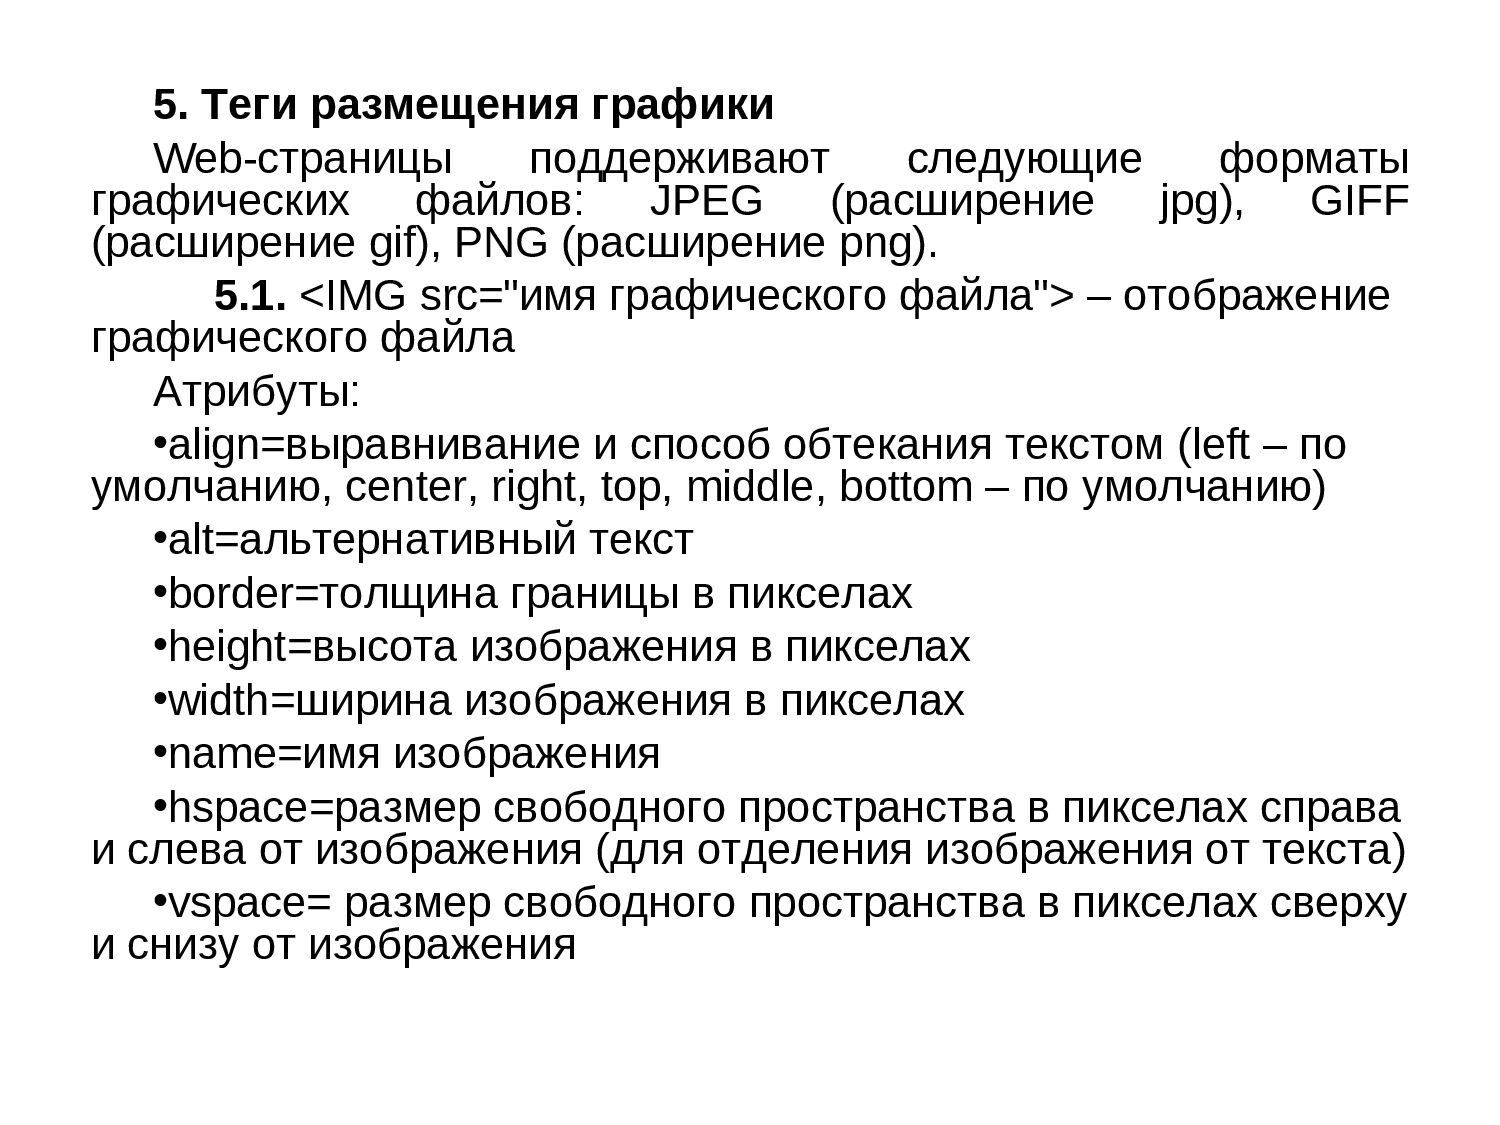 5. Теги размещения графики
Web-страницы поддерживают следующие форматы
графических файлов: JPEG (расширение jpg), GIFF
(расширение gif), PNG (расширение png).
5.1. <IMG src="имя графического файла"> – отображение
графического файла
Атрибуты:
•align=выравнивание и способ обтекания текстом (left – по
умолчанию, center, right, top, middle, bottom – по умолчанию)
•alt=альтернативный текст
•border=толщина границы в пикселах
•height=высота изображения в пикселах
•width=ширина изображения в пикселах
•name=имя изображения
•hspace=размер свободного пространства в пикселах справа
и слева от изображения (для отделения изображения от текста)
•vspace= размер свободного пространства в пикселах сверху
и снизу от изображения